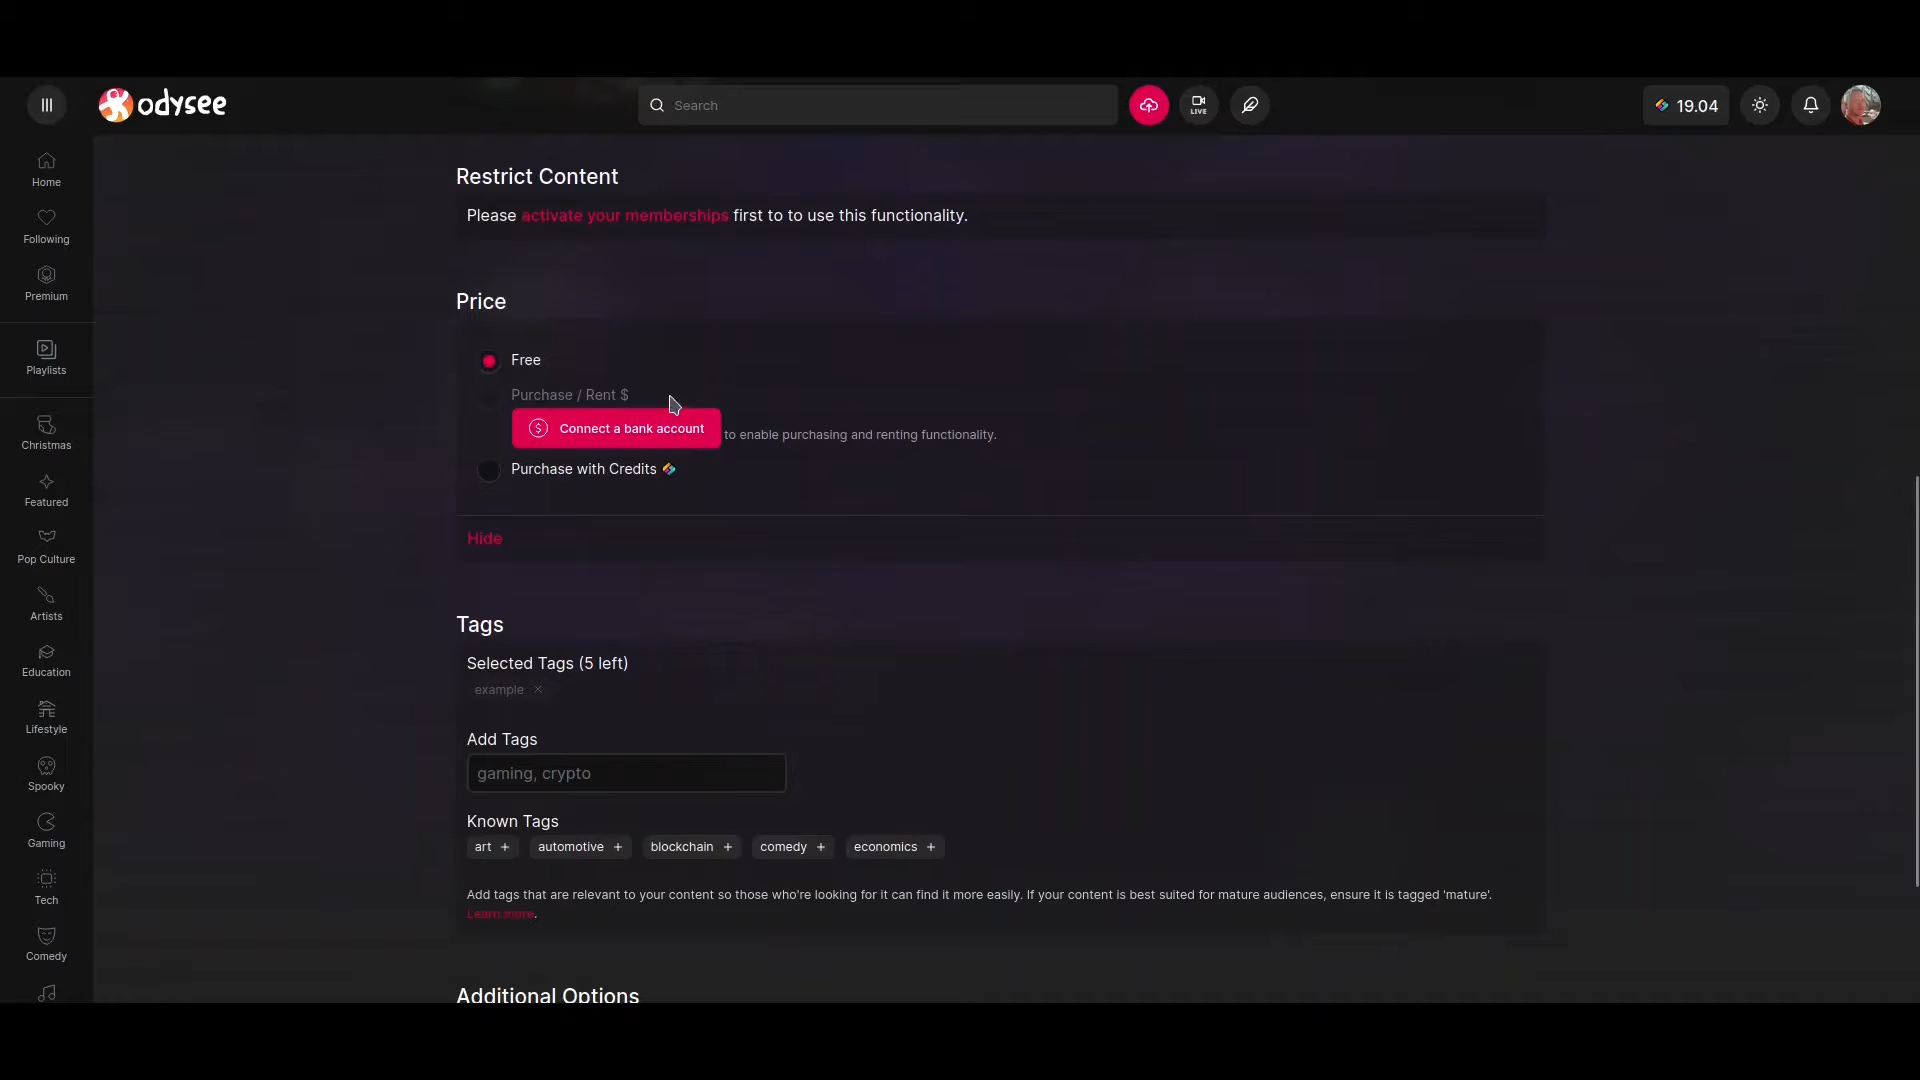 odysee
Search
LIVE
19.04
Home
Following
Premium
Playlists
Christmas
Featured
Pop Culture
Artists
Education
Lifestyle
Spooky
Gaming
Tech
Comedy
Restrict Content
Please activate your memberships first to to use this functionality.
Price
Free
Purchase / Rent $
Connect a bank account to enable purchasing and renting functionality.
Purchase with Credits
Hide
Tags
Selected Tags (5 left)
example ×
Add Tags
gaming, crypto
Known Tags
art + automotive + blockchain + comedy + economics +
Add tags that are relevant to your content so those who're looking for it can find it more easily. If your content is best suited for mature audiences, ensure it is tagged 'mature'.
Learn more.
Additional Options